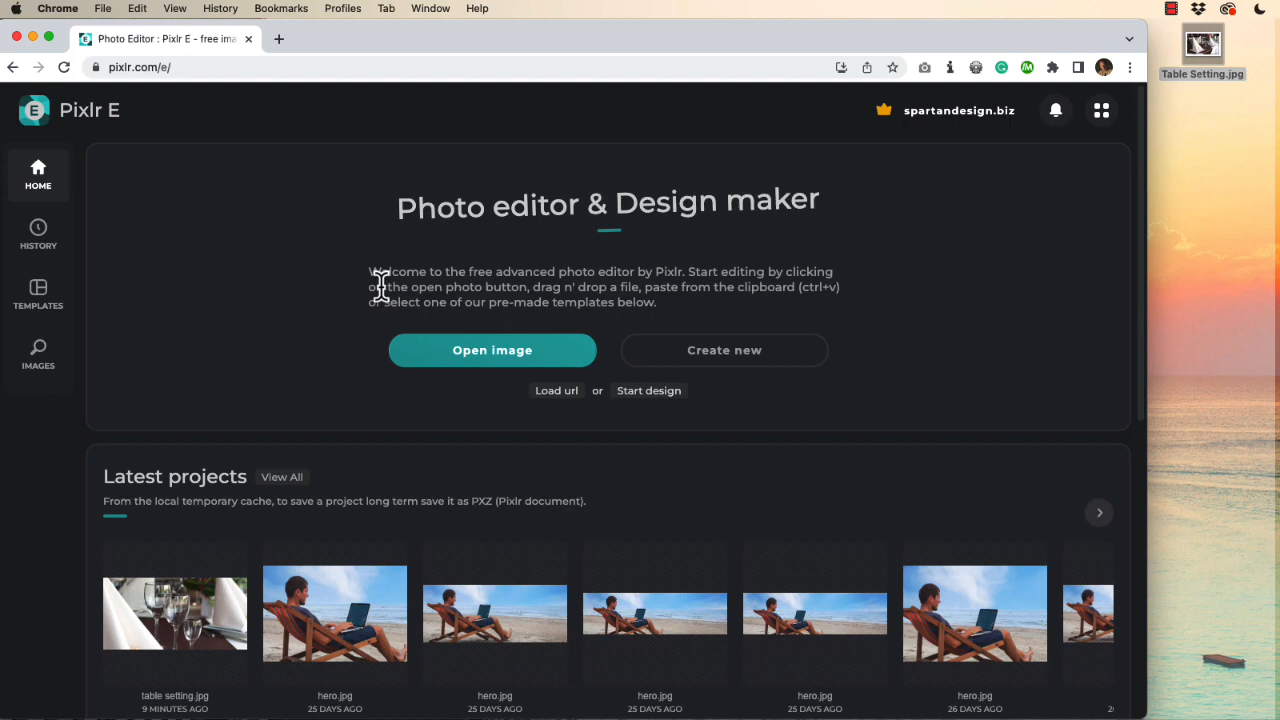 Chrome File Edit View History Bookmarks Profiles Tab Window Help
Photo Editor : Pixlr E - free ima
pixlr.com/e/
Table Setting.jpg
E Pixlr E
spartandesign.biz
HOME
HISTORY
TEMPLATES
IMAGES
Photo editor & Design maker
Welcome to the free advanced photo editor by Pixlr. Start editing by clicking
on the open photo button, drag n' drop a file, paste from the clipboard (ctrl+v)
or select one of our pre-made templates below.
Open image Create new
Load url or Start design
Latest projects View All
From the local temporary cache, to save a project long term save it as PXZ (Pixlr document).
table setting.jpg hero.jpg hero.jpg hero.jpg hero.jpg hero.jpg
9 MINUTES AGO 25 DAYS AGO 25 DAYS AGO 25 DAYS AGO 25 DAYS AGO 26 DAYS AGO